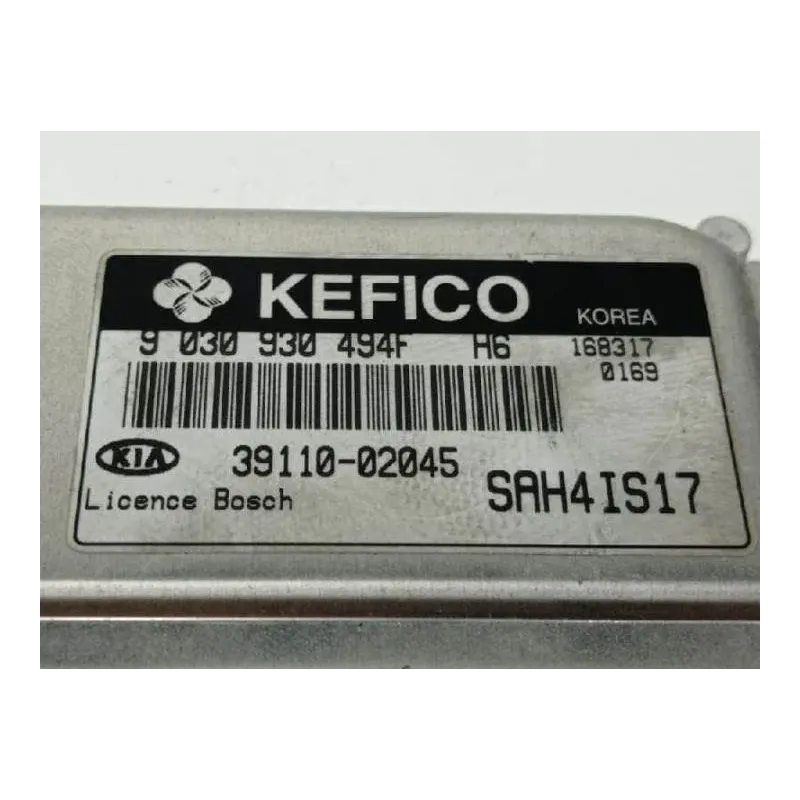 KEFICO KOREA
9 030 930 494F H6 168317
0169
KIA 39110-02045
Licence Bosch SAH4IS17